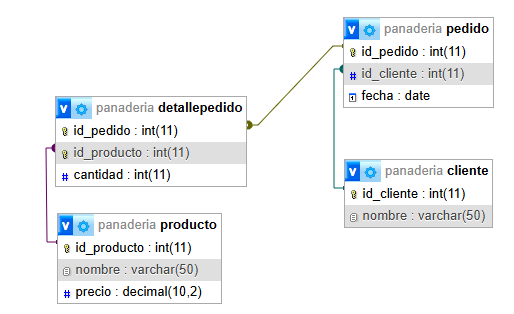 panaderia pedido
id_pedido : int(11)
# id_cliente : int(11)
fecha : date
panaderia detallepedido
id_pedido : int(11)
id_producto : int(11)
# cantidad : int(11)
panaderia cliente
id_cliente : int(11)
nombre : varchar(50)
panaderia producto
id_producto : int(11)
nombre : varchar(50)
# precio : decimal(10,2)